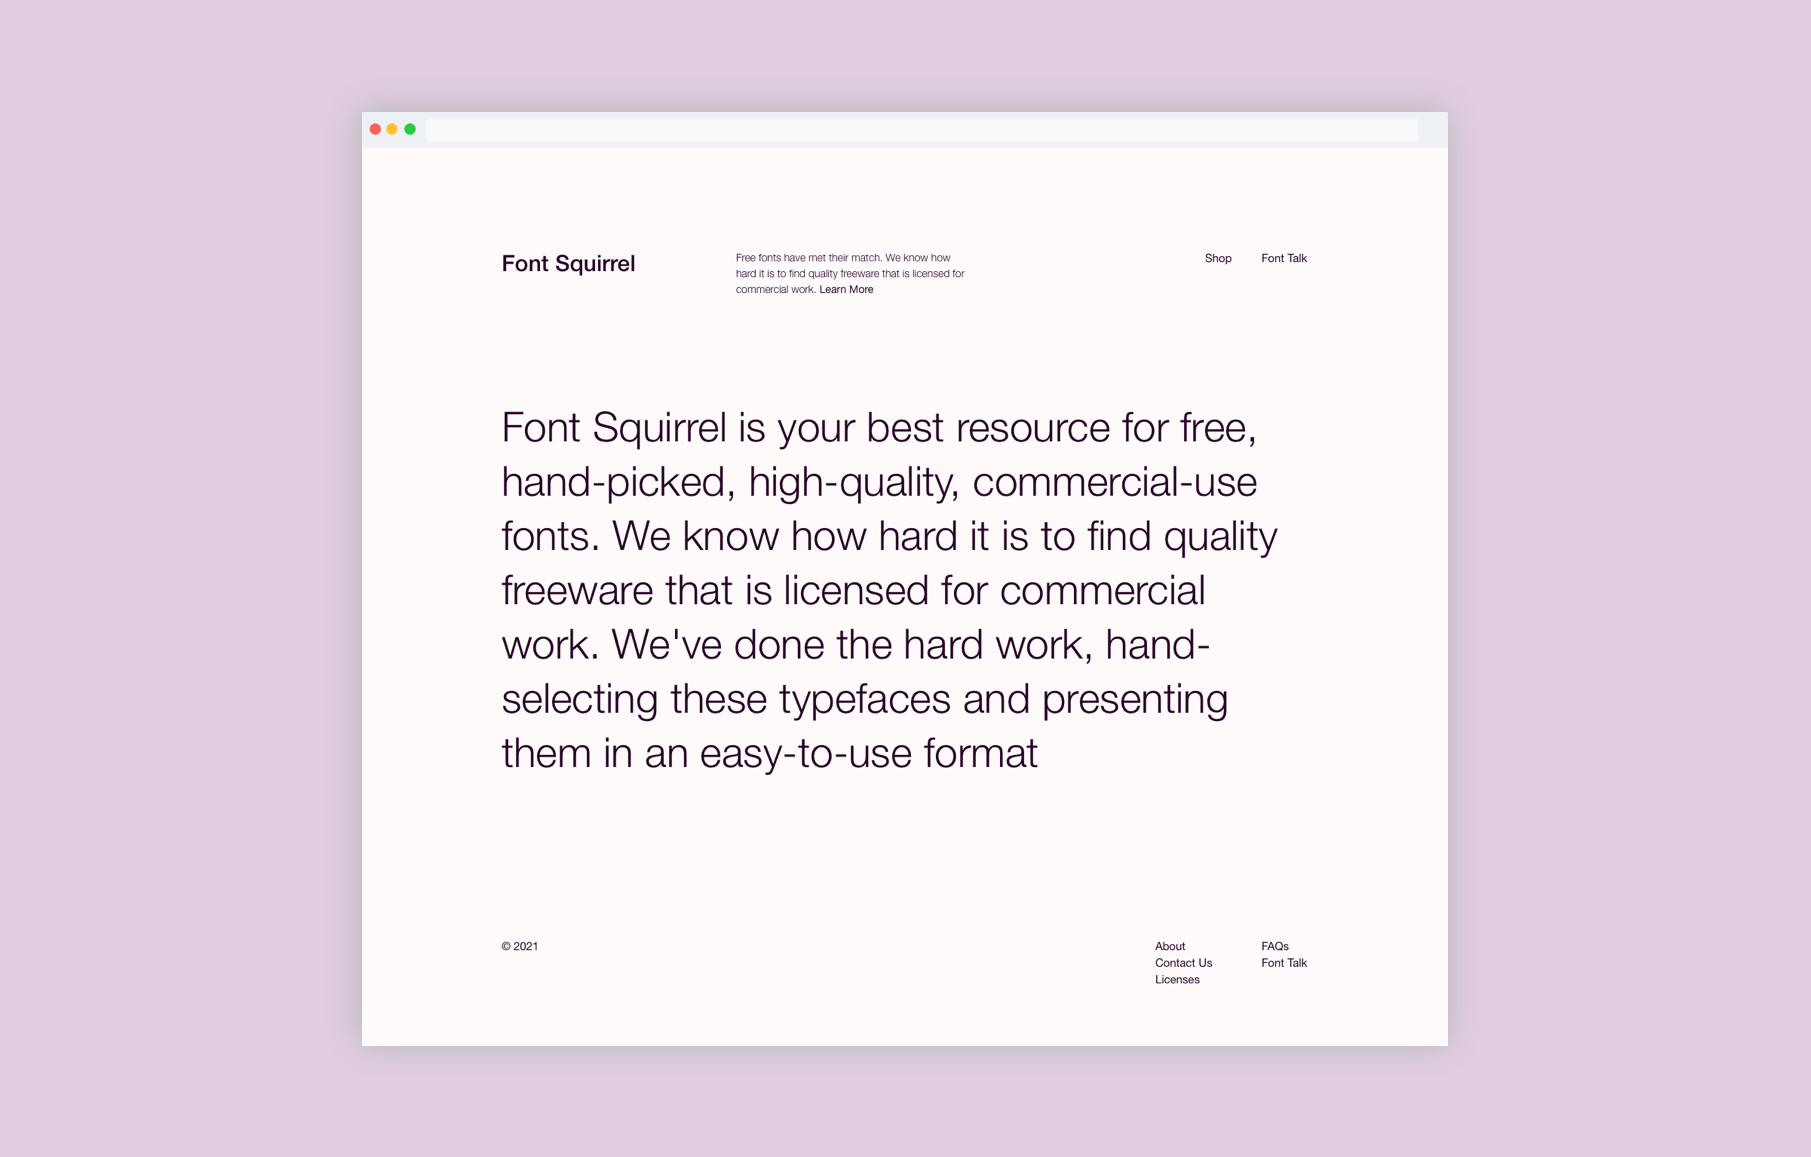 Font Squirrel
Free fonts have met their match. We know how
hard it is to find quality freeware that is licensed for
commercial work. Learn More
Shop
Font Talk
Font Squirrel is your best resource for free,
hand-picked, high-quality, commercial-use
fonts. We know how hard it is to find quality
freeware that is licensed for commercial
work. We've done the hard work, hand-
selecting these typefaces and presenting
them in an easy-to-use format
© 2021
About
Contact Us
Licenses
FAQs
Font Talk